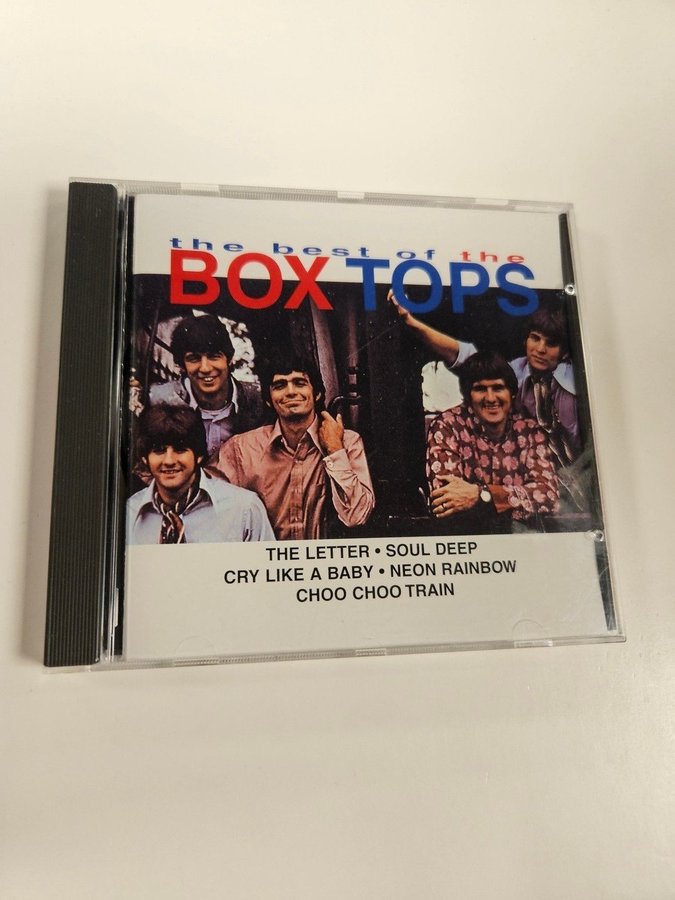 the best of the
BOX TOPS
THE LETTER • SOUL DEEP
CRY LIKE A BABY • NEON RAINBOW
CHOO CHOO TRAIN